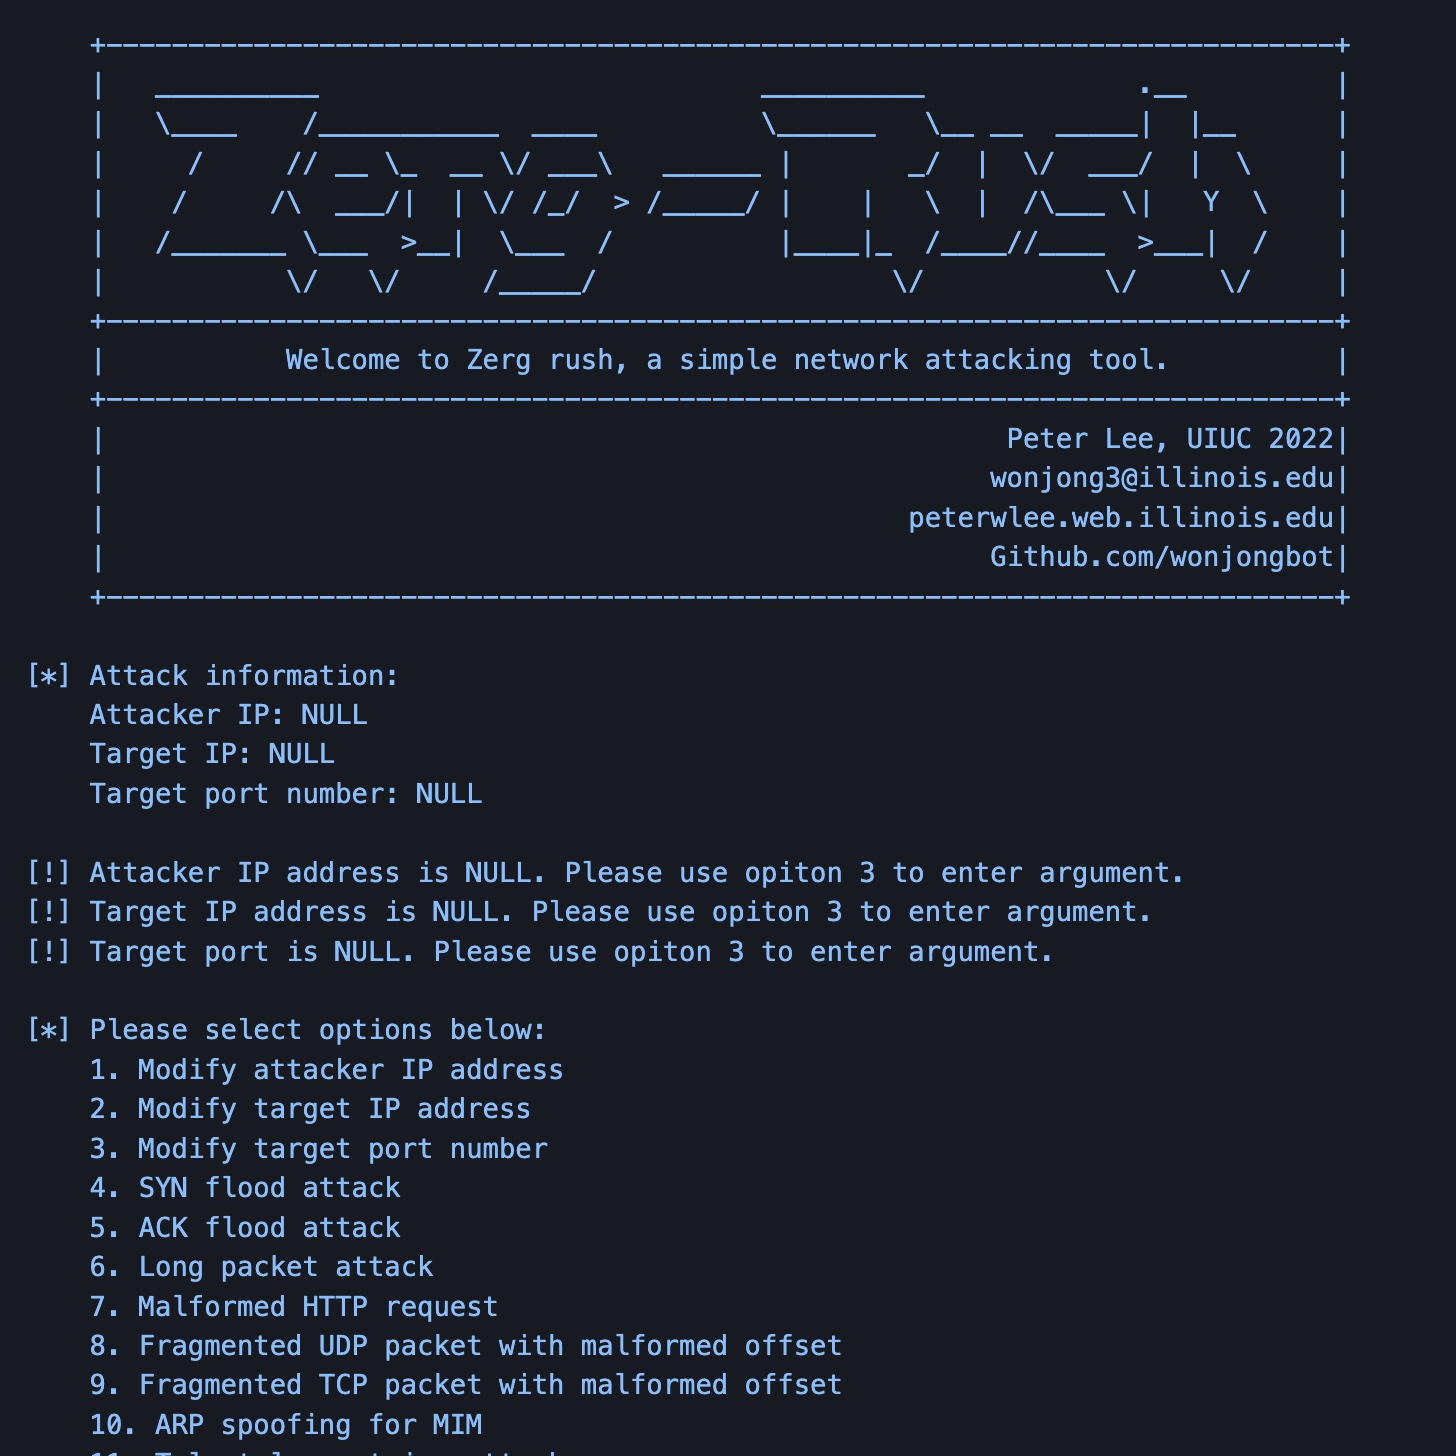 Zerg-Rush
Welcome to Zerg rush, a simple network attacking tool.
Peter Lee, UIUC 2022
wonjong3@illinois.edu
peterwlee.web.illinois.edu
Github.com/wonjongbot
[*] Attack information:
Attacker IP: NULL
Target IP: NULL
Target port number: NULL
[!] Attacker IP address is NULL. Please use opiton 3 to enter argument.
[!] Target IP address is NULL. Please use opiton 3 to enter argument.
[!] Target port is NULL. Please use opiton 3 to enter argument.
[*] Please select options below:
1. Modify attacker IP address
2. Modify target IP address
3. Modify target port number
4. SYN flood attack
5. ACK flood attack
6. Long packet attack
7. Malformed HTTP request
8. Fragmented UDP packet with malformed offset
9. Fragmented TCP packet with malformed offset
10. ARP spoofing for MIM